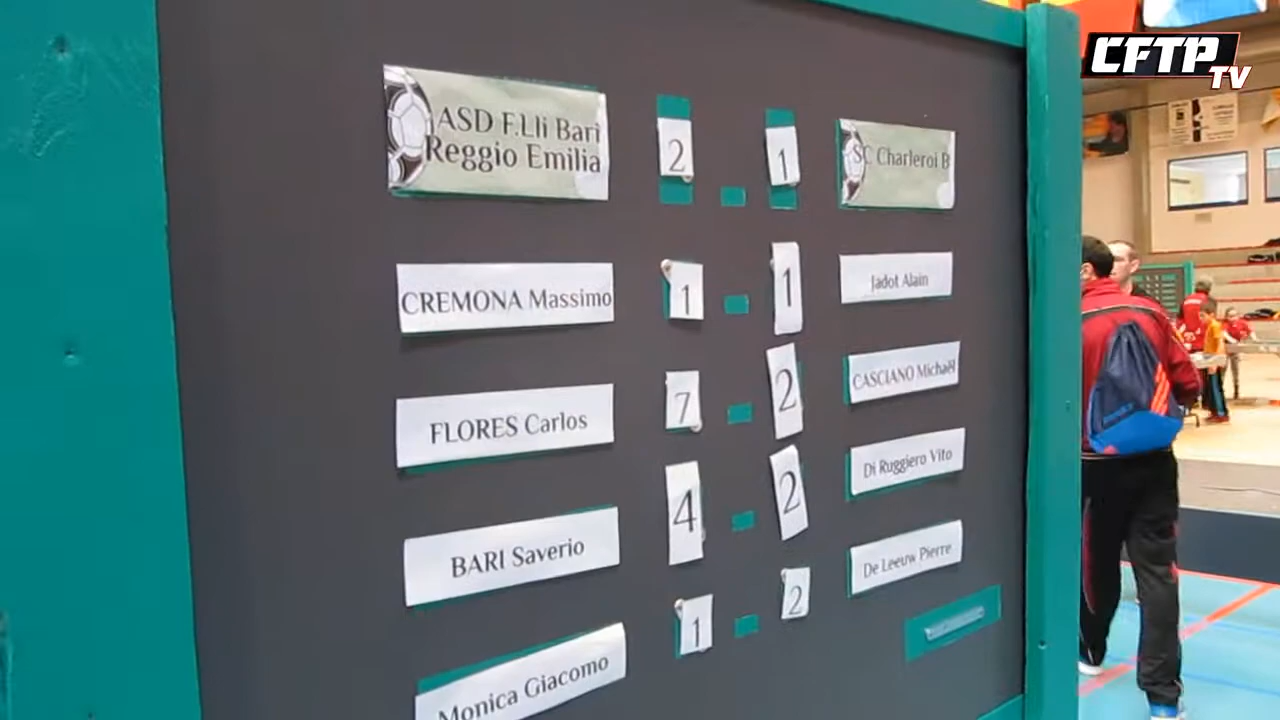 CFTP
TV
ASD F.Lli Bari
Reggio Emilia
2
1
SC Charleroi B
CREMONA Massimo
1
1
Jadot Alain
FLORES Carlos
7
2
CASCIANO Michaël
BARI Saverio
4
2
Di Ruggiero Vito
Monica Giacomo
1
2
De Leeuw Pierre